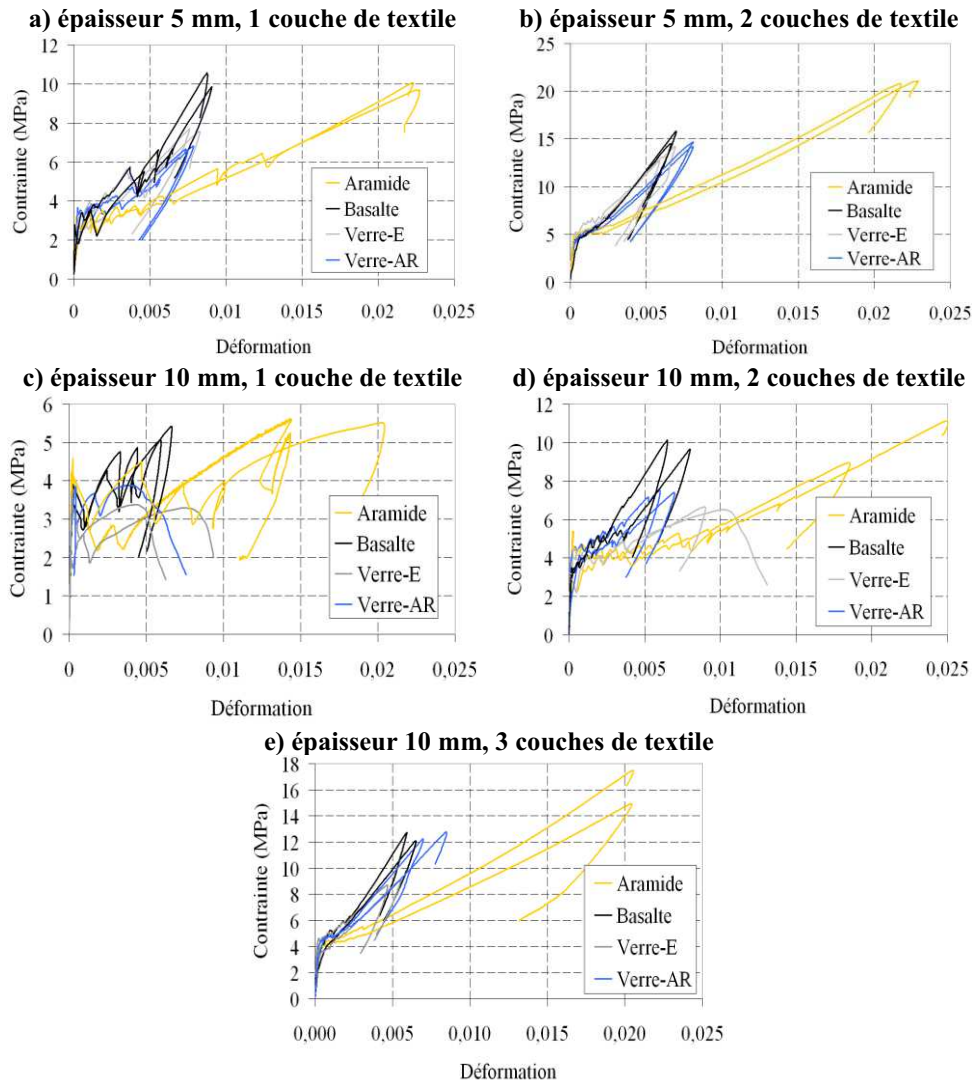 a) épaisseur 5 mm, 1 couche de textile
12
10
8
6
4
2
0
Contrainte (MPa)
Aramide
Basalte
Verre-E
Verre-AR
0 0,005 0,01 0,015 0,02 0,025
Déformation
b) épaisseur 5 mm, 2 couches de textile
25
20
15
10
5
0
Contrainte (MPa)
Aramide
Basalte
Verre-E
Verre-AR
0 0,005 0,01 0,015 0,02 0,025
Déformation
c) épaisseur 10 mm, 1 couche de textile
6
5
4
3
2
1
0
Contrainte (MPa)
Aramide
Basalte
Verre-E
Verre-AR
0 0,005 0,01 0,015 0,02 0,025
Déformation
d) épaisseur 10 mm, 2 couches de textile
12
10
8
6
4
2
0
Contrainte (MPa)
Aramide
Basalte
Verre-E
Verre-AR
0 0,005 0,01 0,015 0,02 0,025
Déformation
e) épaisseur 10 mm, 3 couches de textile
18
16
14
12
10
8
6
4
2
0
Contrainte (MPa)
Aramide
Basalte
Verre-E
Verre-AR
0.000 0,005 0,010 0,015 0,020 0,025
Déformation